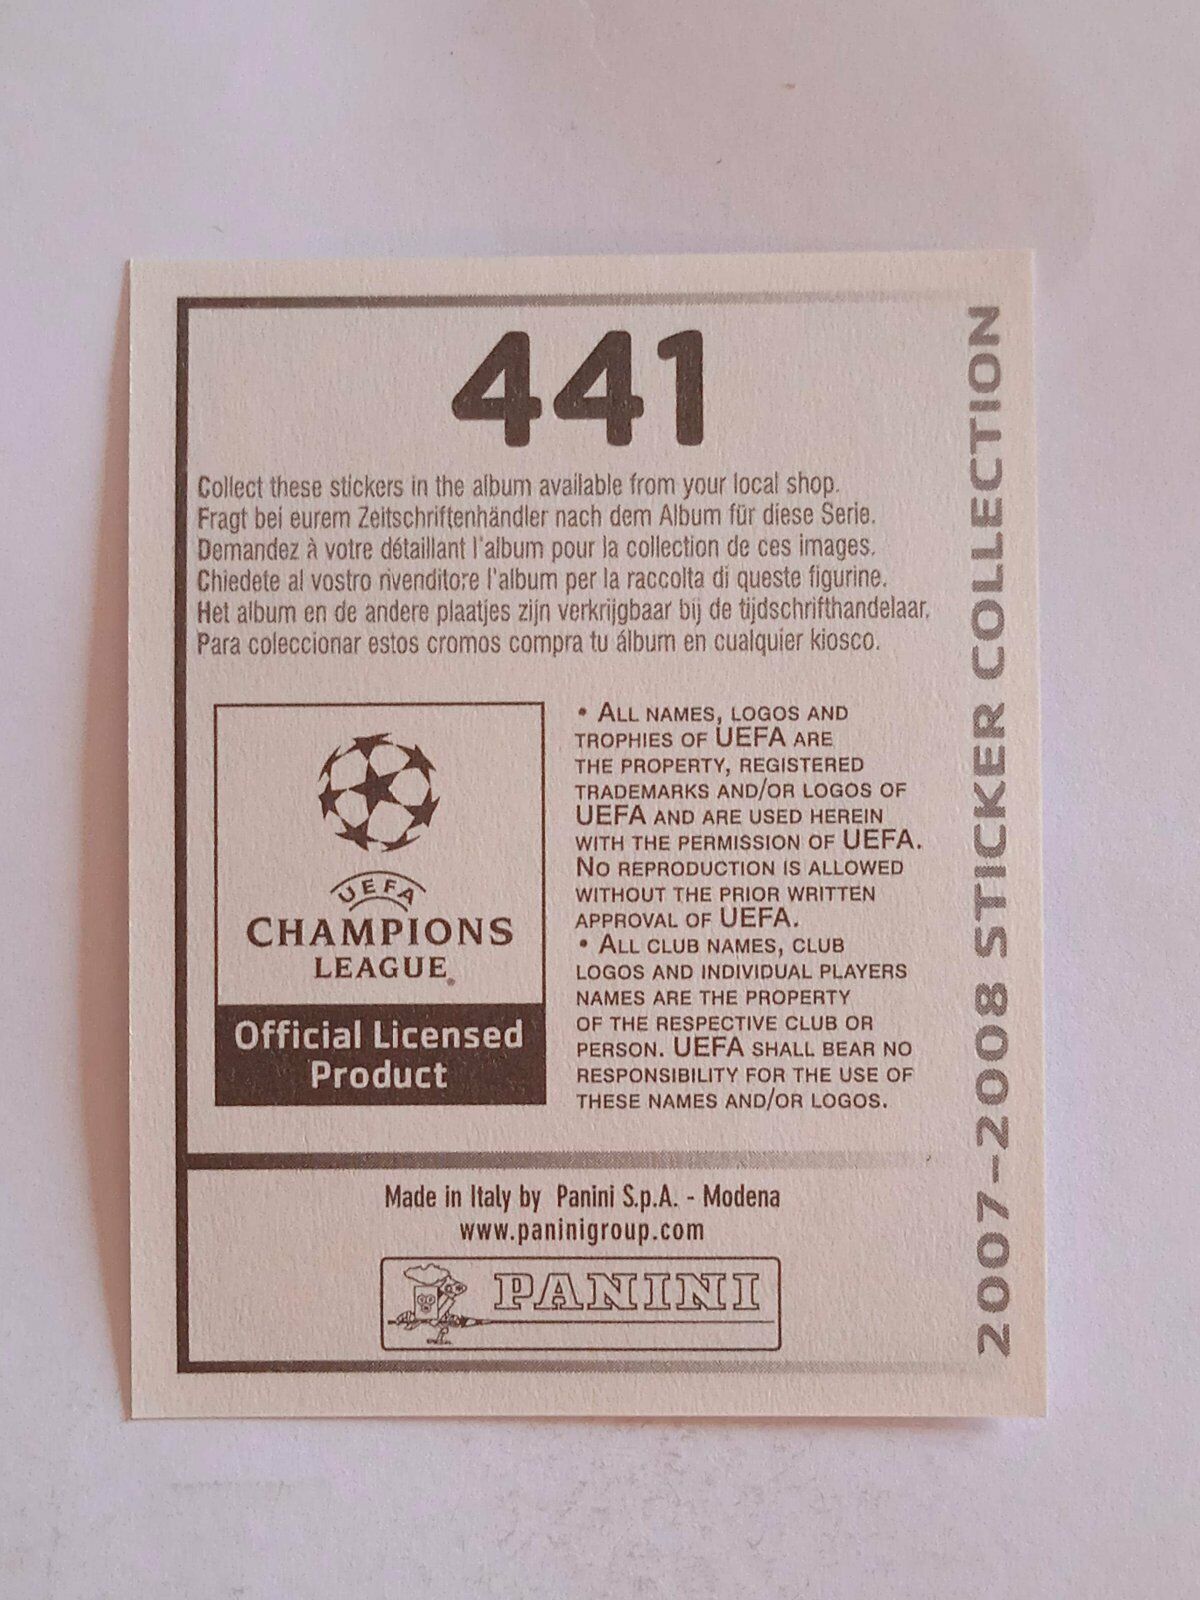 441
Collect these stickers in the album available from your local shop.
Fragt bei eurem Zeitschriftenhändler nach dem Album für diese Serie.
Demandez à votre détaillant l'album pour la collection de ces images.
Chiedete al vostro rivenditore l'album per la raccolta di queste figurine.
Het album en de andere plaatjes zijn verkrijgbaar bij de tijdschrifthandelaar.
Para coleccionar estos cromos compra tu álbum en cualquier kiosco.
UEFA
CHAMPIONS
LEAGUE®
Official Licensed
Product
• ALL NAMES, LOGOS AND
TROPHIES OF UEFA ARE
THE PROPERTY, REGISTERED
TRADEMARKS AND/OR LOGOS OF
UEFA AND ARE USED HEREIN
WITH THE PERMISSION OF UEFA.
NO REPRODUCTION IS ALLOWED
WITHOUT THE PRIOR WRITTEN
APPROVAL OF UEFA.
• ALL CLUB NAMES, CLUB
LOGOS AND INDIVIDUAL PLAYERS
NAMES ARE THE PROPERTY
OF THE RESPECTIVE CLUB OR
PERSON. UEFA SHALL BEAR NO
RESPONSIBILITY FOR THE USE OF
THESE NAMES AND/OR LOGOS.
Made in Italy by Panini S.p.A. - Modena
www.paninigroup.com
PANINI
2007-2008 STICKER COLLECTION